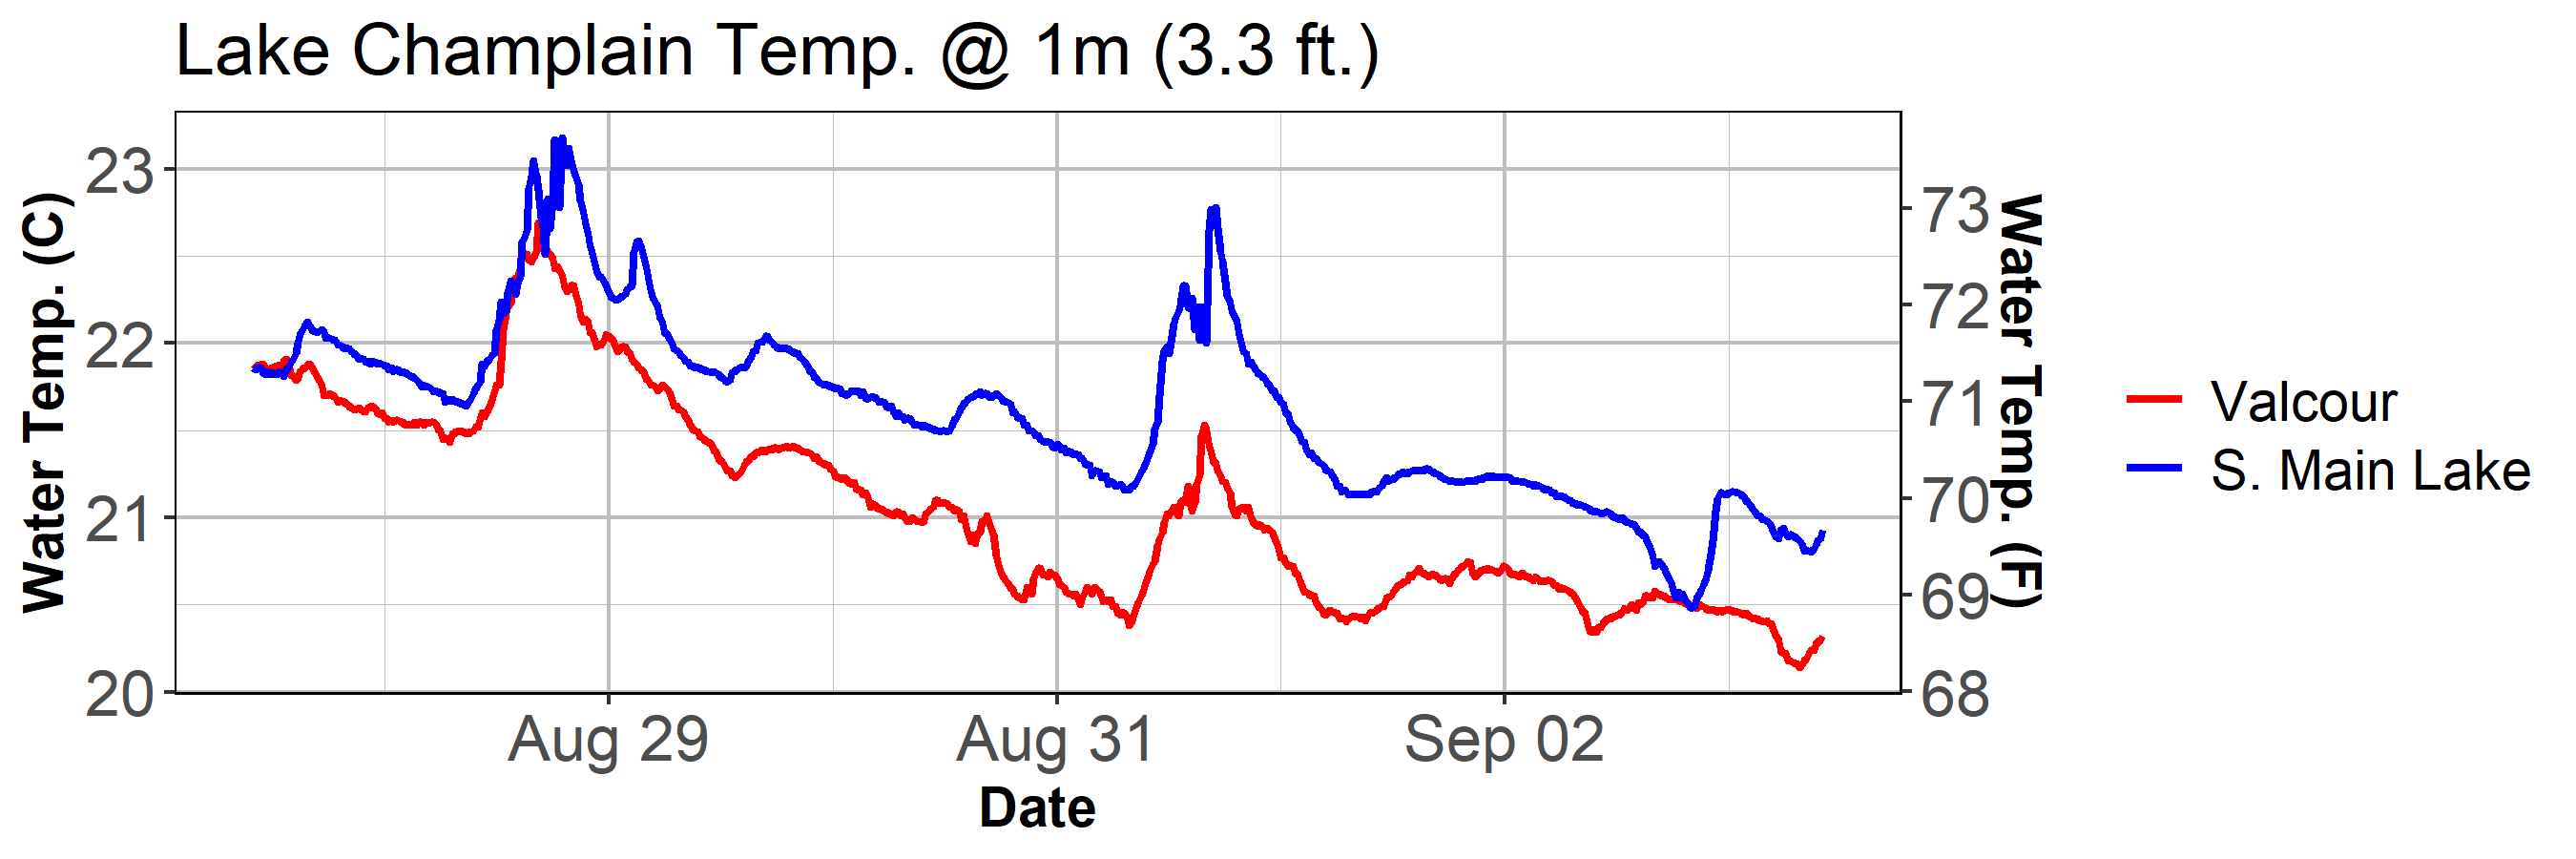 Lake Champlain Temp. @ 1m (3.3 ft.)
Water Temp. (C)
23
22
21
20
73
72
71
70
69
68
Water Temp. (F)
Aug 29
Aug 31
Sep 02
Date
Valcour
S. Main Lake